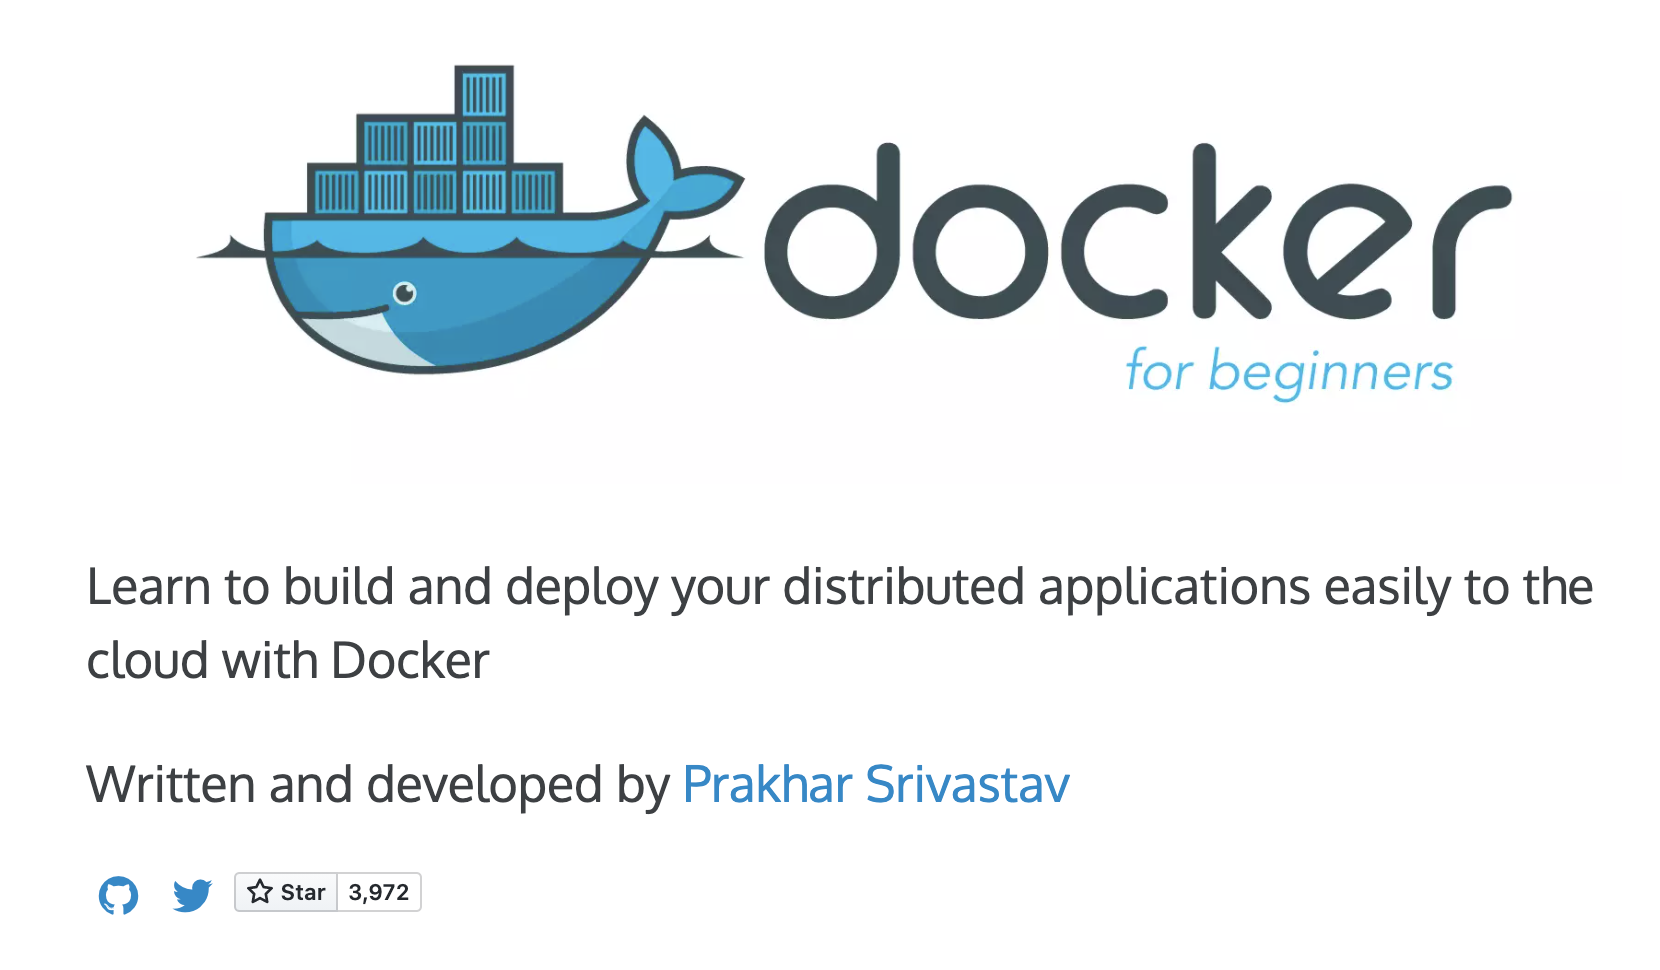 docker
for beginners
Learn to build and deploy your distributed applications easily to the
cloud with Docker
Written and developed by Prakhar Srivastav
Star 3,972